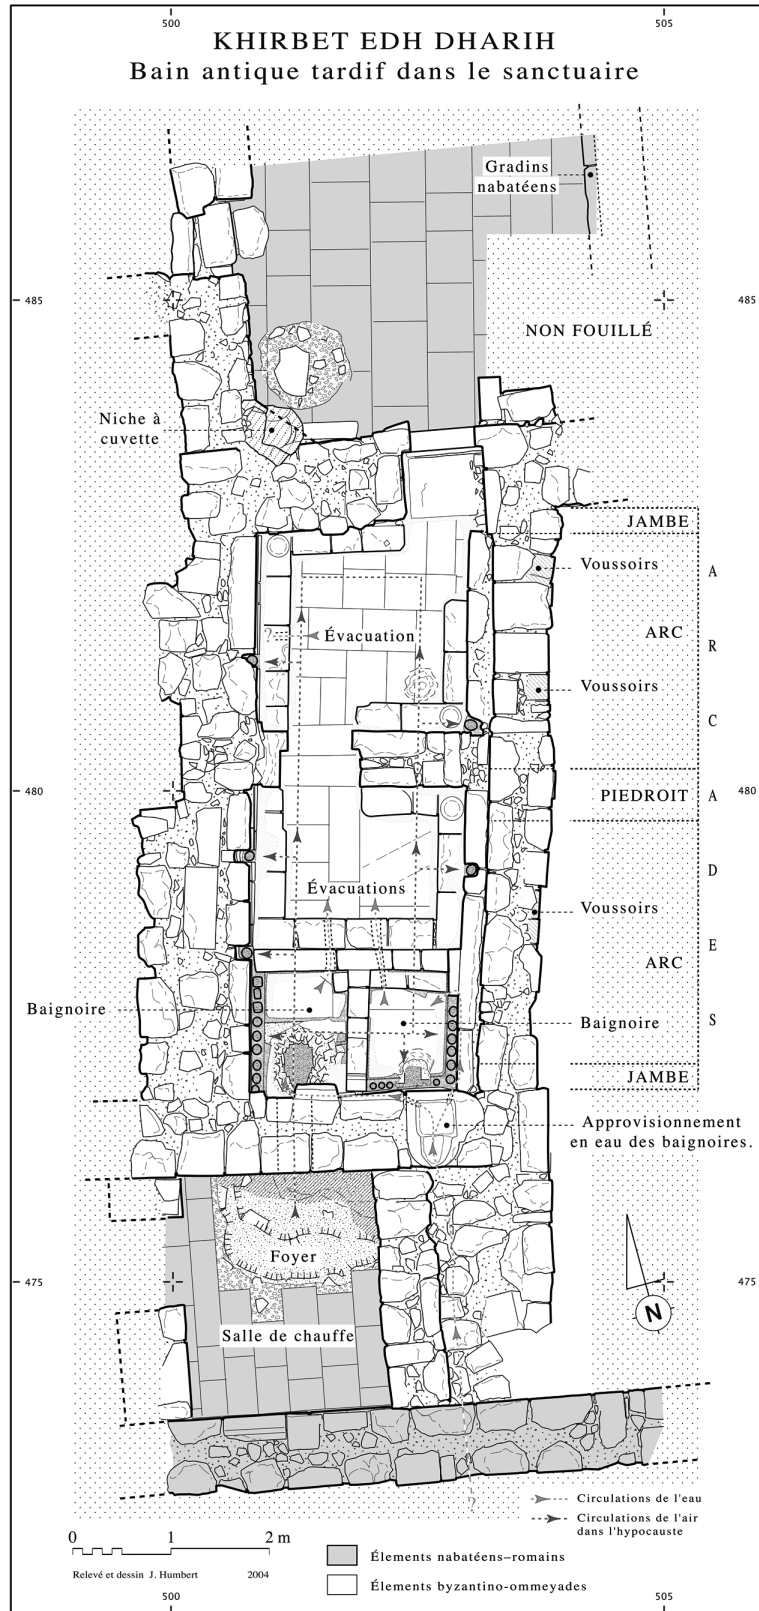 500
505
KHIRBET EDH DHARIH
Bain antique tardif dans le sanctuaire
Gradins
nabatéens
485
485
NON FOUILLÉ
Niche à
cuvette
JAMBE
Voussoirs
A
ARC
R
?
Évacuation
Voussoirs
C
PIEDROIT
A
480
480
D
Évacuations
Voussoirs
E
ARC
Baignoire
Baignoire
S
JAMBE
Approvisionnement
en eau des baignoires.
Foyer
475
475
N
Salle de chauffe
?
Circulations de l'eau
Circulations de l'air
dans l'hypocauste
0
1
2 m
Élements nabatéens–romains
Relevé et dessin J. Humbert
2004
Élements byzantino-ommeyades
500
505